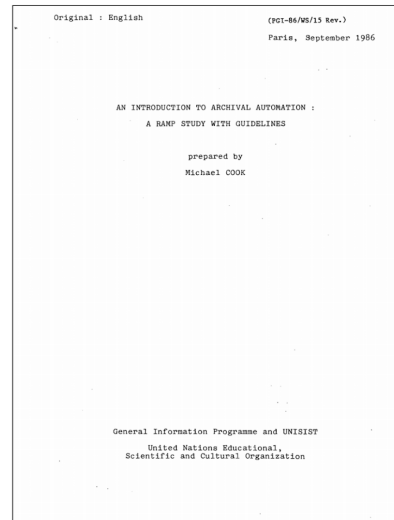 Original : English
(PGI-86/WS/15 Rev.)
Paris, September 1986
AN INTRODUCTION TO ARCHIVAL AUTOMATION :
A RAMP STUDY WITH GUIDELINES
prepared by
Michael COOK
General Information Programme and UNISIST
United Nations Educational,
Scientific and Cultural Organization